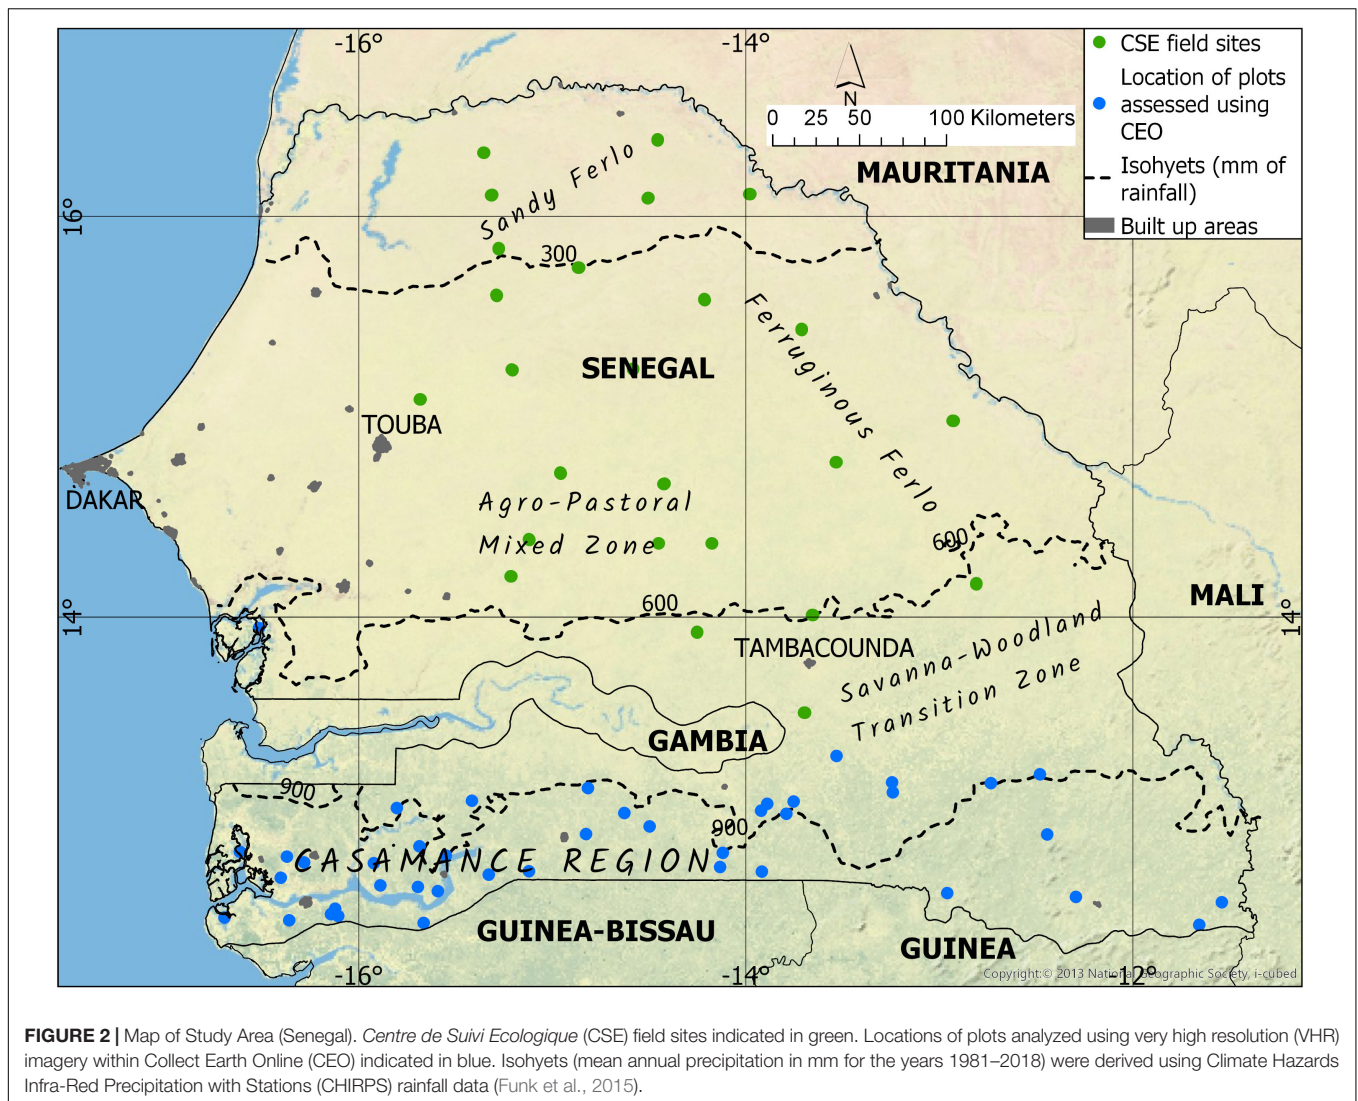 -16°
-14°
CSE field sites
Location of plots
assessed using
CEO
Isohyets (mm of
rainfall)
Built up areas
N
0 25 50 100 Kilometers
MAURITANIA
Sandy Ferlo
16°
300
Ferruginous Ferlo
SENEGAL
TOUBA
DAKAR
Agro-Pastoral
Mixed Zone
600
600
MALI
14°
14°
TAMBACOUNDA
Savanna-Woodland
Transition Zone
GAMBIA
900
900
CASAMANCE REGION
GUINEA-BISSAU
GUINEA
-16°
-14°
-12°
Copyright:© 2013 National Geographic Society, i-cubed
FIGURE 2 | Map of Study Area (Senegal). Centre de Suivi Ecologique (CSE) field sites indicated in green. Locations of plots analyzed using very high resolution (VHR)
imagery within Collect Earth Online (CEO) indicated in blue. Isohyets (mean annual precipitation in mm for the years 1981–2018) were derived using Climate Hazards
Infra-Red Precipitation with Stations (CHIRPS) rainfall data (Funk et al., 2015).